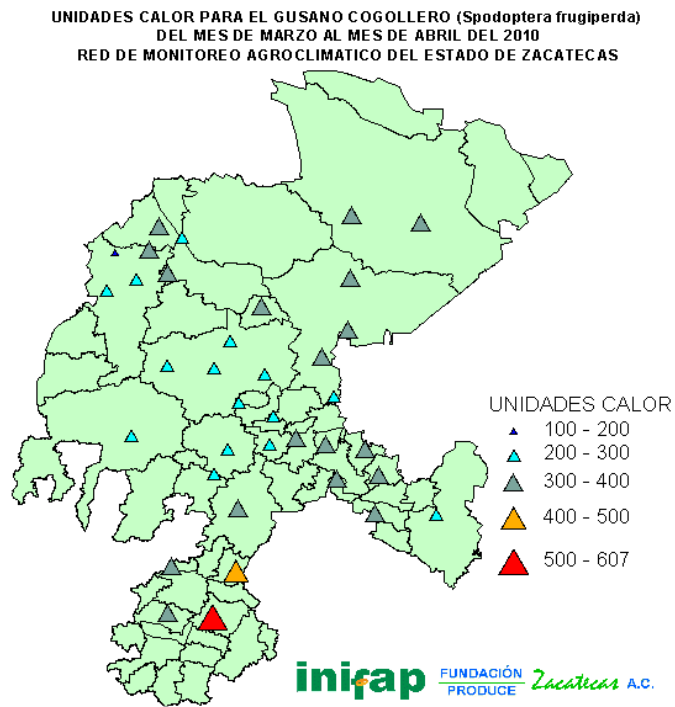 UNIDADES CALOR PARA EL GUSANO COGOLLERO (Spodoptera frugiperda)
DEL MES DE MARZO AL MES DE ABRIL DEL 2010
RED DE MONITOREO AGROCLIMATICO DEL ESTADO DE ZACATECAS
UNIDADES CALOR
100 - 200
200 - 300
300 - 400
400 - 500
500 - 607
inifap
FUNDACIÓN
PRODUCE
Zacatecas A.C.